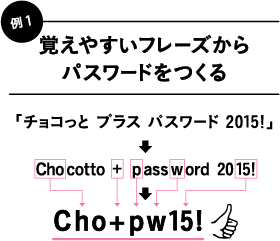 例1
覚えやすいフレーズから
パスワードをつくる
「チョコっと プラス パスワード 2015!」
Chocotto + password 2015!
Cho+pw15!